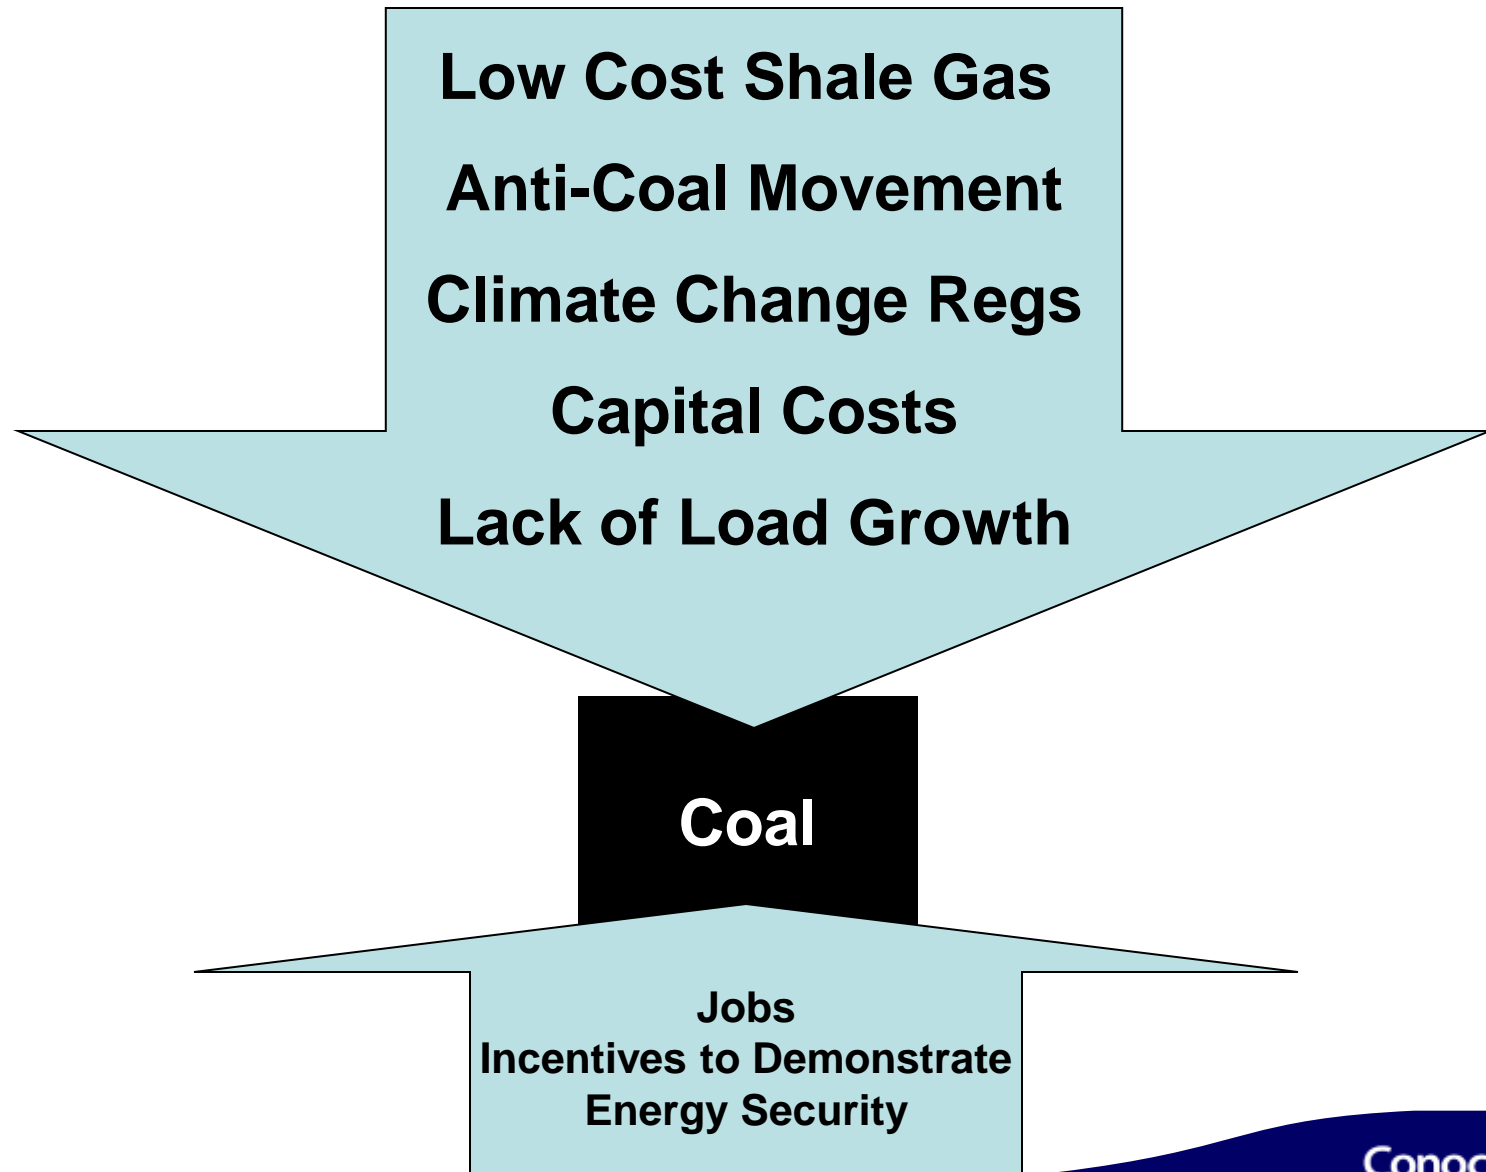 Low Cost Shale Gas
Anti-Coal Movement
Climate Change Regs
Capital Costs
Lack of Load Growth
Coal
Jobs
Incentives to Demonstrate
Energy Security